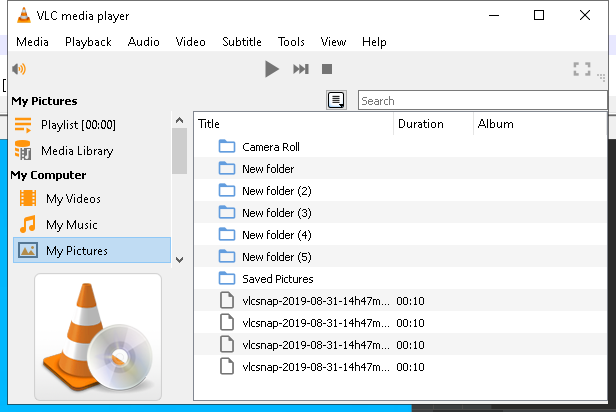 VLC media player
Media Playback Audio Video Subtitle Tools View Help
My Pictures
Playlist [00:00]
Media Library
My Computer
My Videos
My Music
My Pictures
Search
Title Duration Album
Camera Roll
New folder
New folder (2)
New folder (3)
New folder (4)
New folder (5)
Saved Pictures
vlcsnap-2019-08-31-14h47m... 00:10
vlcsnap-2019-08-31-14h47m... 00:10
vlcsnap-2019-08-31-14h47m... 00:10
vlcsnap-2019-08-31-14h47m... 00:10